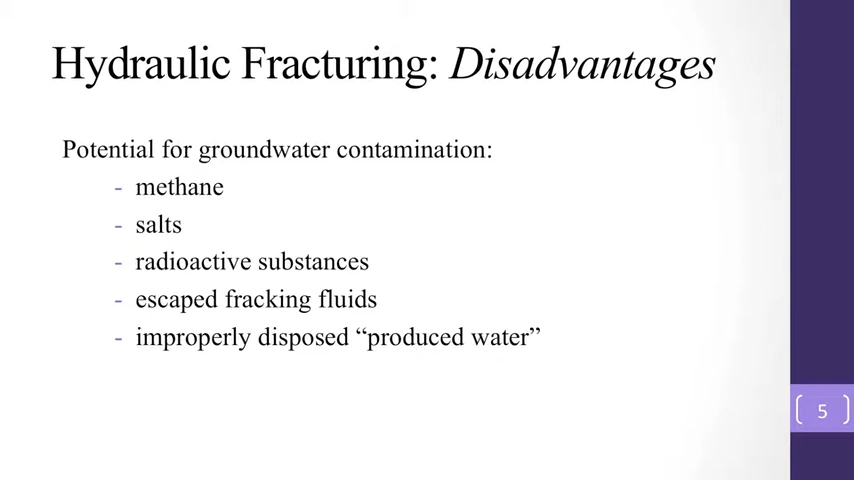 Hydraulic Fracturing: Disadvantages
Potential for groundwater contamination:
- methane
- salts
- radioactive substances
- escaped fracking fluids
- improperly disposed “produced water”
5